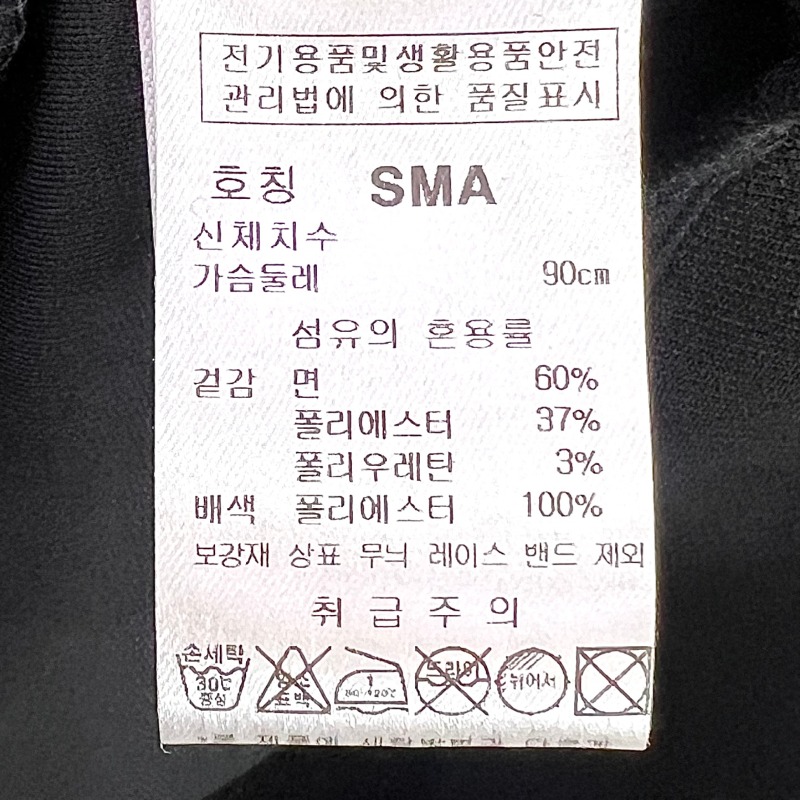 전기용품및생활용품안전
관리법에 의한 품질표시
호칭 SMA
신체치수
가슴둘레 90cm
섬유의 혼용률
겉감 면 60%
폴리에스터 37%
폴리우레탄 3%
배색 폴리에스터 100%
보강재 상표 무늬 레이스 밴드 제외
취급주의
손세탁 드라이
30C 뉘어서
중성 표백